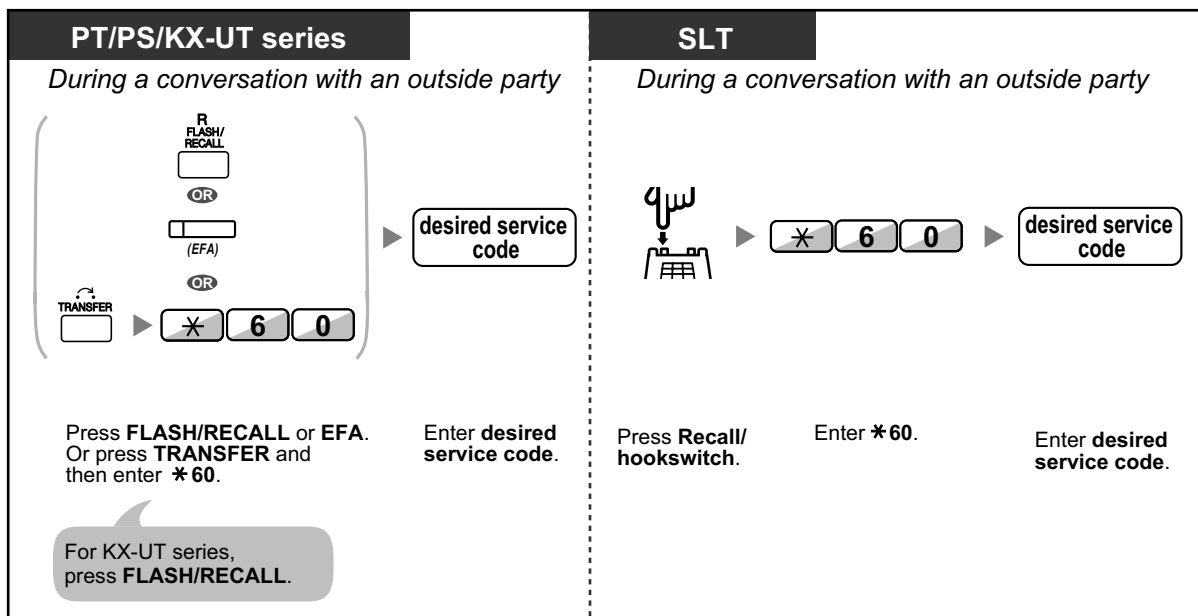 PT/PS/KX-UT series
During a conversation with an outside party
R
FLASH/
RECALL
OR
(EFA)
OR
TRANSFER
* 6 0
desired service
code
Press FLASH/RECALL or EFA.
Or press TRANSFER and
then enter *60.
Enter desired
service code.
For KX-UT series,
press FLASH/RECALL.
SLT
During a conversation with an outside party
* 6 0
desired service
code
Press Recall/
hookswitch.
Enter *60.
Enter desired
service code.